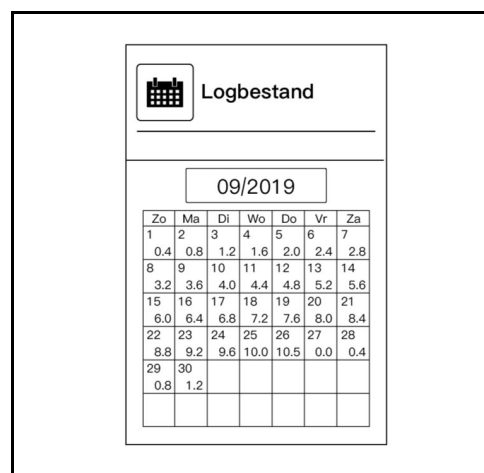 Logbestand
09/2019
Zo Ma Di Wo Do Vr Za
1 2 3 4 5 6 7
0.4 0.8 1.2 1.6 2.0 2.4 2.8
8 9 10 11 12 13 14
3.2 3.6 4.0 4.4 4.8 5.2 5.6
15 16 17 18 19 20 21
6.0 6.4 6.8 7.2 7.6 8.0 8.4
22 23 24 25 26 27 28
8.8 9.2 9.6 10.0 10.5 0.0 0.4
29 30
0.8 1.2